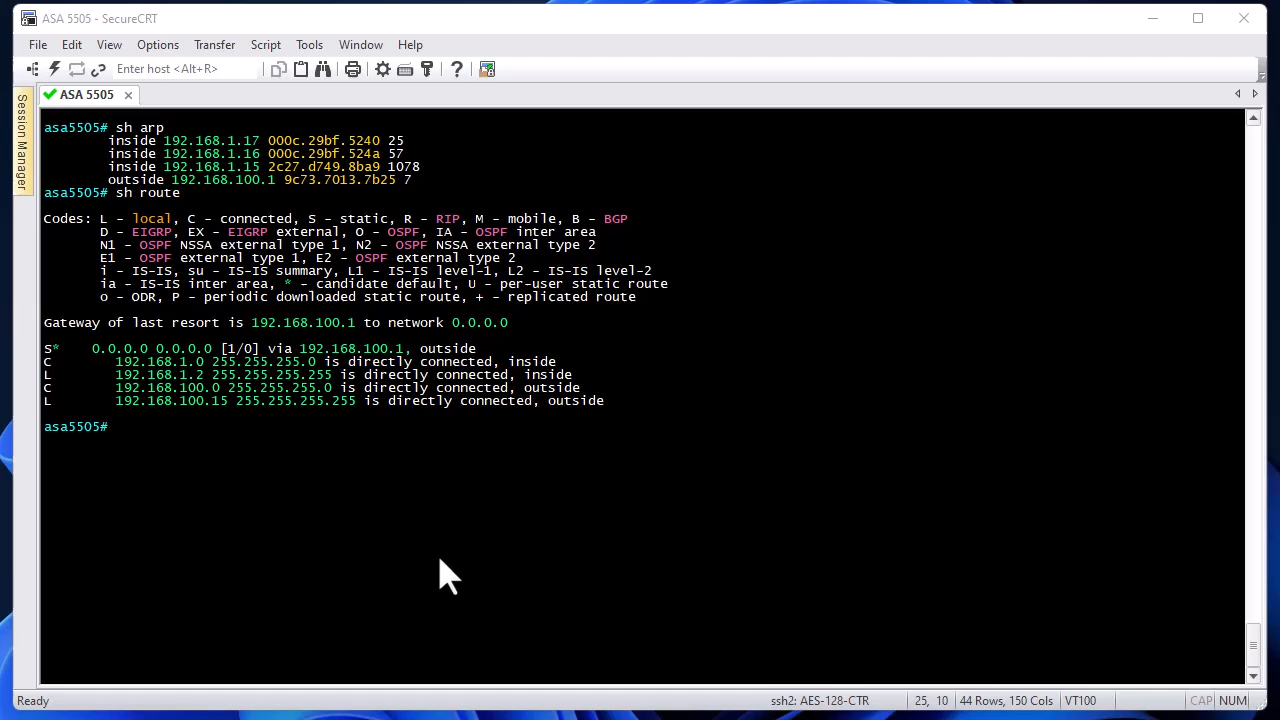 ASA 5505 - SecureCRT
File Edit View Options Transfer Script Tools Window Help
Enter host <Alt+R>
Session Manager
ASA 5505
asa5505# sh arp
        inside 192.168.1.17 000c.29bf.5240 25
        inside 192.168.1.16 000c.29bf.524a 57
        inside 192.168.1.15 2c27.d749.8ba9 1078
        outside 192.168.100.1 9c73.7013.7b25 7
asa5505# sh route
Codes: L - local, C - connected, S - static, R - RIP, M - mobile, B - BGP
       D - EIGRP, EX - EIGRP external, O - OSPF, IA - OSPF inter area
       N1 - OSPF NSSA external type 1, N2 - OSPF NSSA external type 2
       E1 - OSPF external type 1, E2 - OSPF external type 2
       i - IS-IS, su - IS-IS summary, L1 - IS-IS level-1, L2 - IS-IS level-2
       ia - IS-IS inter area, * - candidate default, U - per-user static route
       o - ODR, P - periodic downloaded static route, + - replicated route
Gateway of last resort is 192.168.100.1 to network 0.0.0.0
S*    0.0.0.0 0.0.0.0 [1/0] via 192.168.100.1, outside
C        192.168.1.0 255.255.255.0 is directly connected, inside
L        192.168.1.2 255.255.255.255 is directly connected, inside
C        192.168.100.0 255.255.255.0 is directly connected, outside
L        192.168.100.15 255.255.255.255 is directly connected, outside
asa5505#
Ready ssh2: AES-128-CTR 25, 10 44 Rows, 150 Cols VT100 CAP NUM